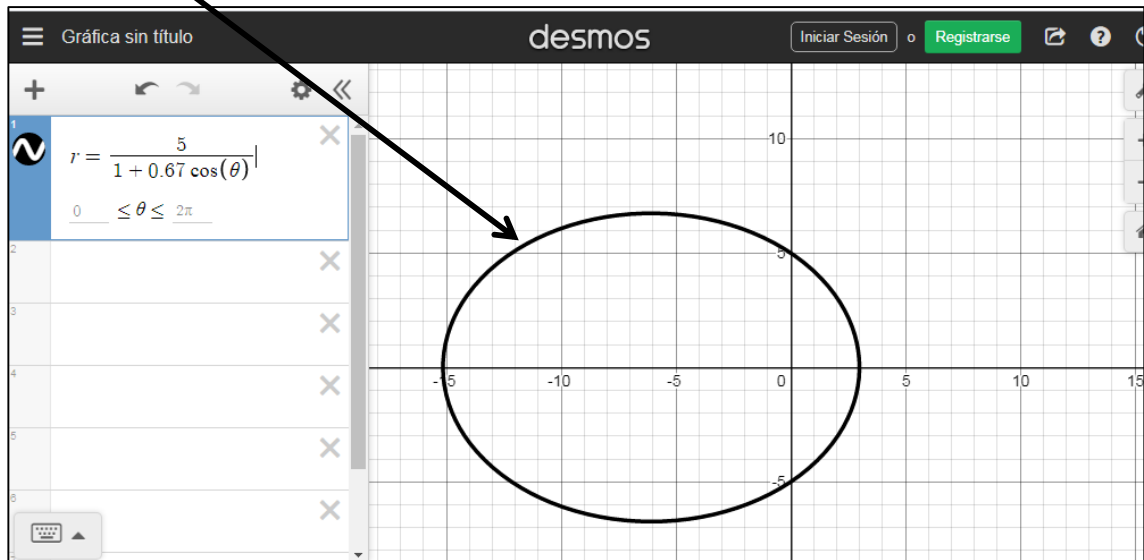 Gráfica sin título
desmos
Iniciar Sesión o Registrarse
1
r = 5 / (1 + 0.67 cos(θ))
0 ≤ θ ≤ 2π
2
3
4
5
6
10
5
-15 -10 -5 0 5 10 15
-5